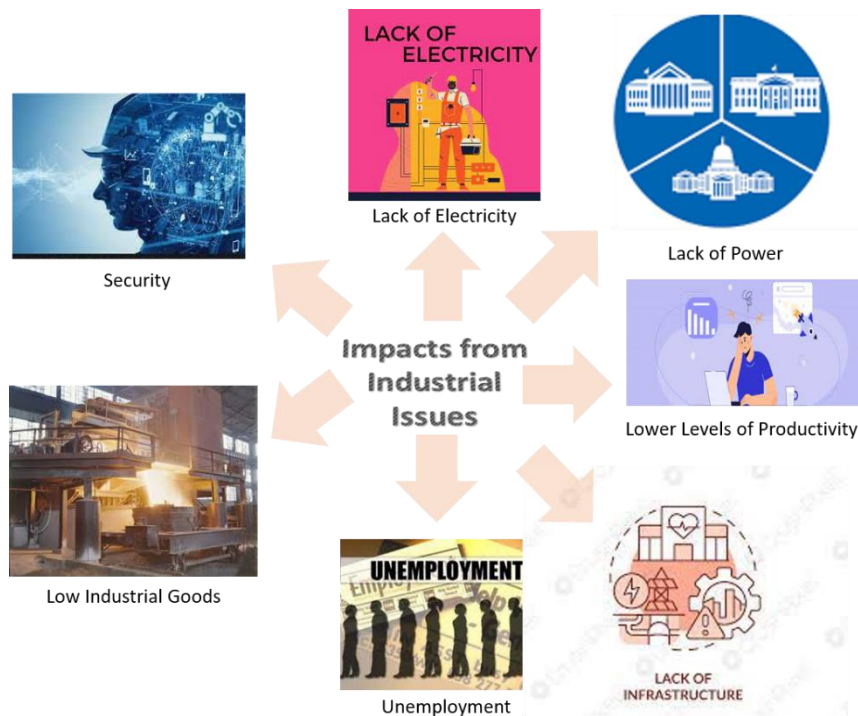 LACK OF
ELECTRICITY
Lack of Electricity
Lack of Power
Security
Impacts from
Industrial
Issues
Lower Levels of Productivity
Low Industrial Goods
UNEMPLOYMENT
Unemployment
LACK OF
INFRASTRUCTURE